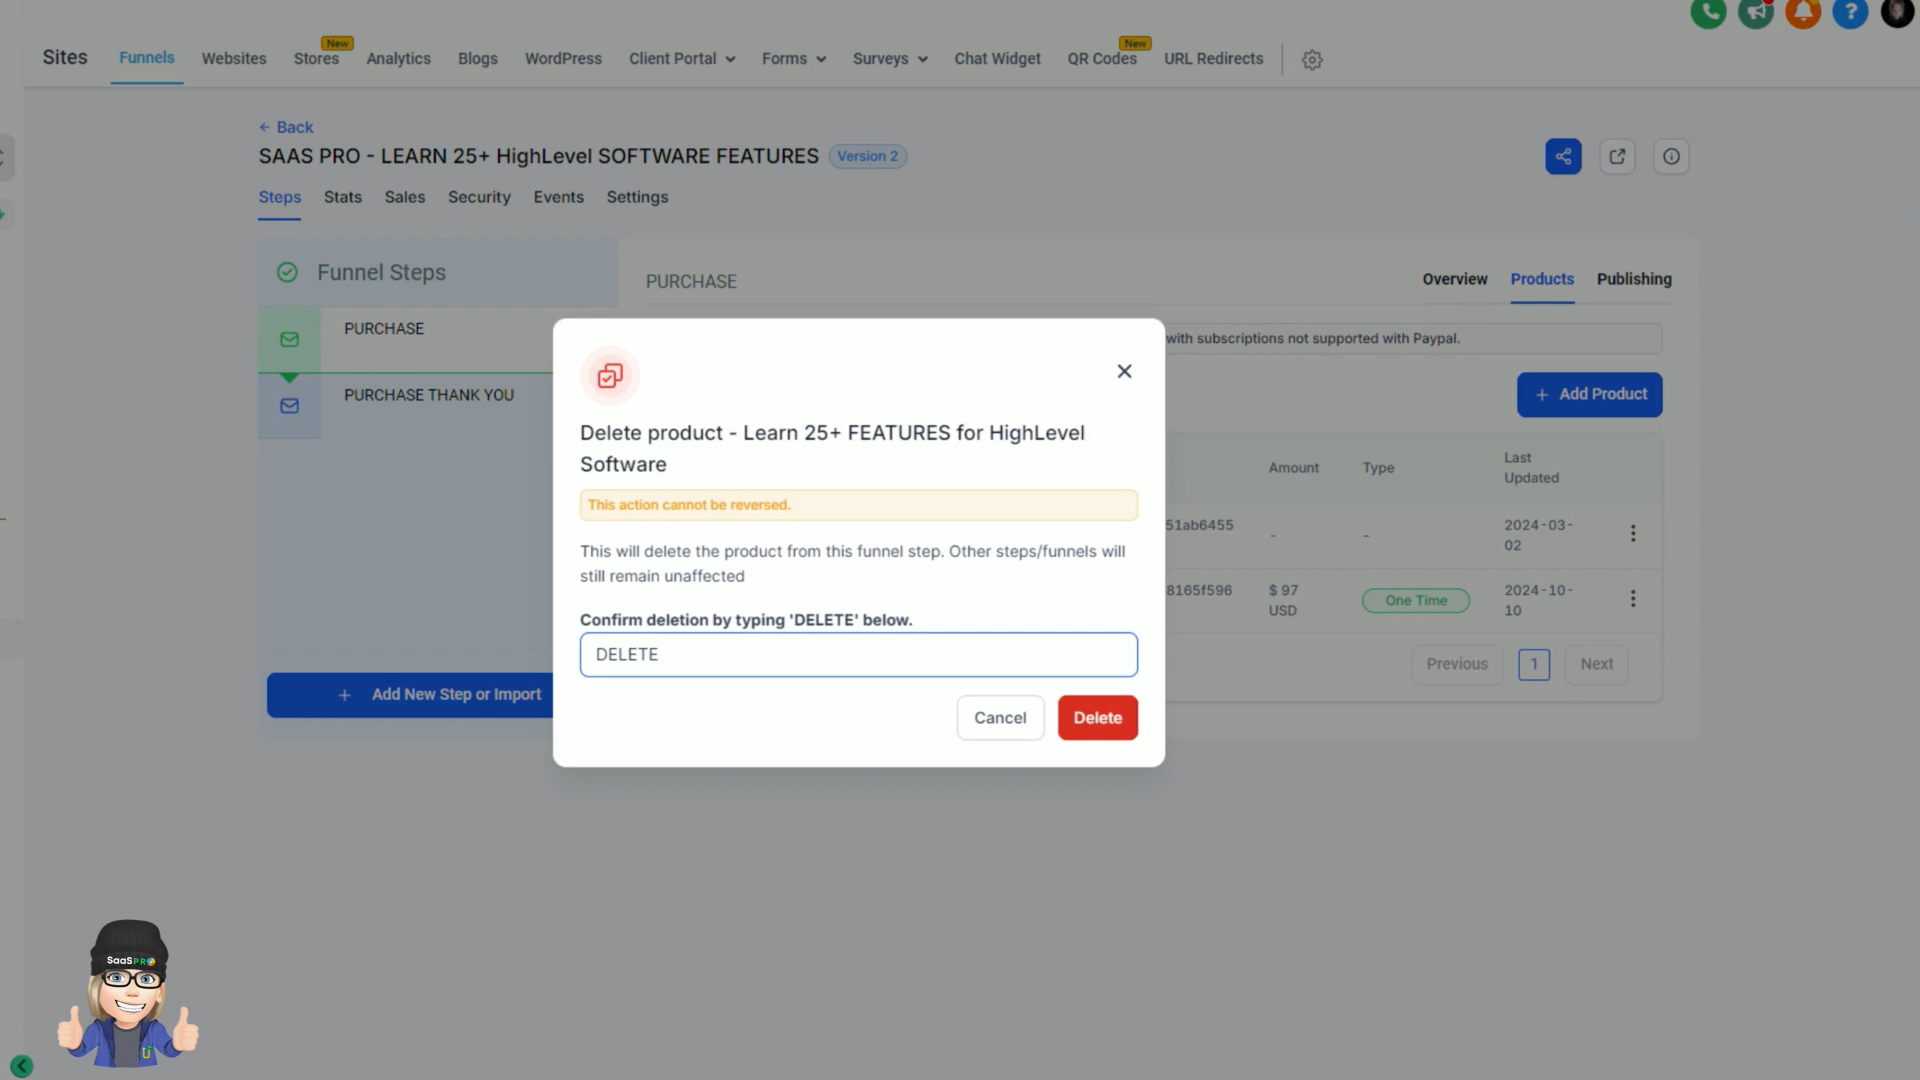 Sites
Funnels
Websites
Stores
New
Analytics
Blogs
WordPress
Client Portal
Forms
Surveys
Chat Widget
QR Codes
New
URL Redirects
?
← Back
SAAS PRO - LEARN 25+ HighLevel SOFTWARE FEATURES
Version 2
Steps
Stats
Sales
Security
Events
Settings
Funnel Steps
PURCHASE
PURCHASE THANK YOU
+ Add New Step or Import
PURCHASE
Overview
Products
Publishing
with subscriptions not supported with Paypal.
+ Add Product
Amount
Type
Last
Updated
51ab6455
-
-
2024-03-
02
8165f596
$ 97
USD
One Time
2024-10-
10
Previous
1
Next
Delete product - Learn 25+ FEATURES for HighLevel
Software
This action cannot be reversed.
This will delete the product from this funnel step. Other steps/funnels will
still remain unaffected
Confirm deletion by typing 'DELETE' below.
DELETE
Cancel
Delete
SaaSPRO